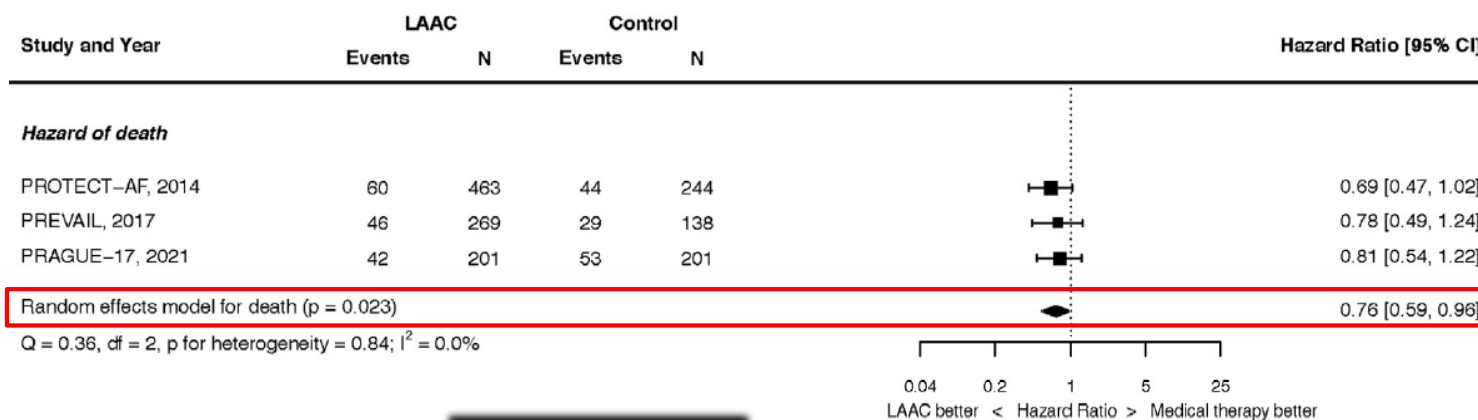 LAAC Control
Study and Year Events N Events N Hazard Ratio [95% CI]
Hazard of death
PROTECT−AF, 2014 60 463 44 244 0.69 [0.47, 1.02]
PREVAIL, 2017 46 269 29 138 0.78 [0.49, 1.24]
PRAGUE−17, 2021 42 201 53 201 0.81 [0.54, 1.22]
Random effects model for death (p = 0.023) 0.76 [0.59, 0.96]
Q = 0.36, df = 2, p for heterogeneity = 0.84; I² = 0.0%
0.04 0.2 1 5 25
LAAC better < Hazard Ratio > Medical therapy better